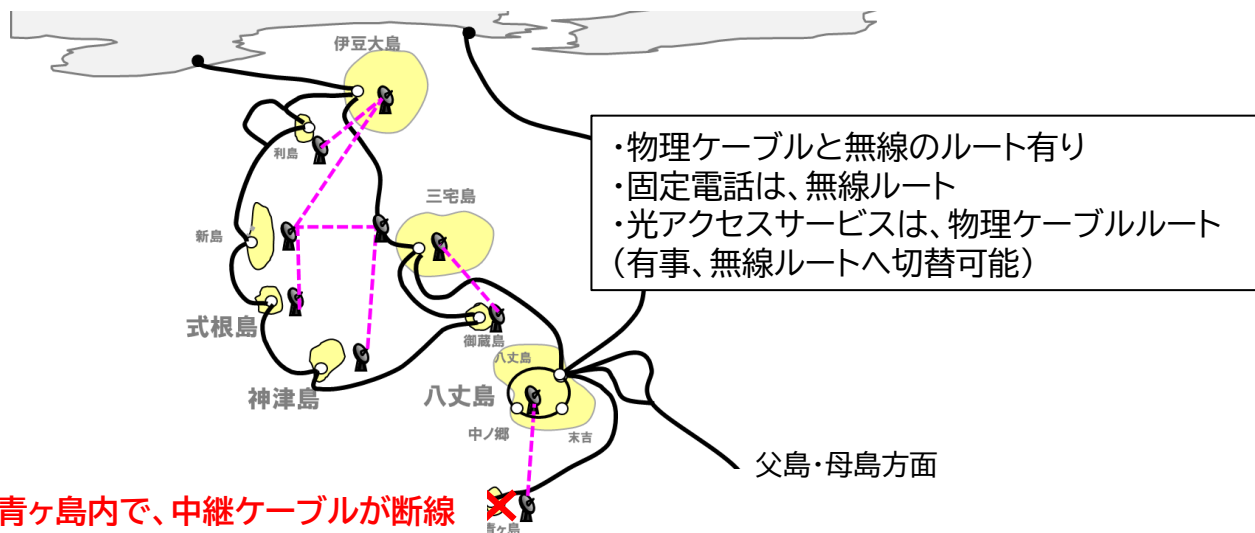 伊豆大島
・物理ケーブルと無線のルート有り
・固定電話は、無線ルート
・光アクセスサービスは、物理ケーブルルート
（有事、無線ルートへ切替可能）
利島
三宅島
新島
式根島
御蔵島
八丈島
神津島
八丈島
中ノ郷
末吉
父島・母島方面
青ヶ島内で、中継ケーブルが断線
青ヶ島